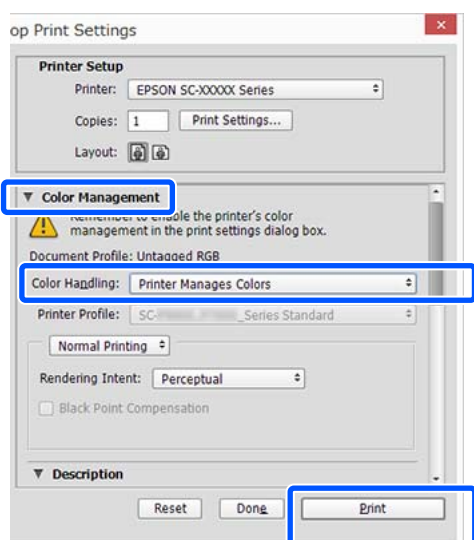 op Print Settings
Printer Setup
Printer: EPSON SC-XXXXX Series
Copies: 1 Print Settings...
Layout:
Color Management
Remember to enable the printer's color
management in the print settings dialog box.
Document Profile: Untagged RGB
Color Handling: Printer Manages Colors
Printer Profile: SC- _Series Standard
Normal Printing
Rendering Intent: Perceptual
Black Point Compensation
Description
Reset Done Print